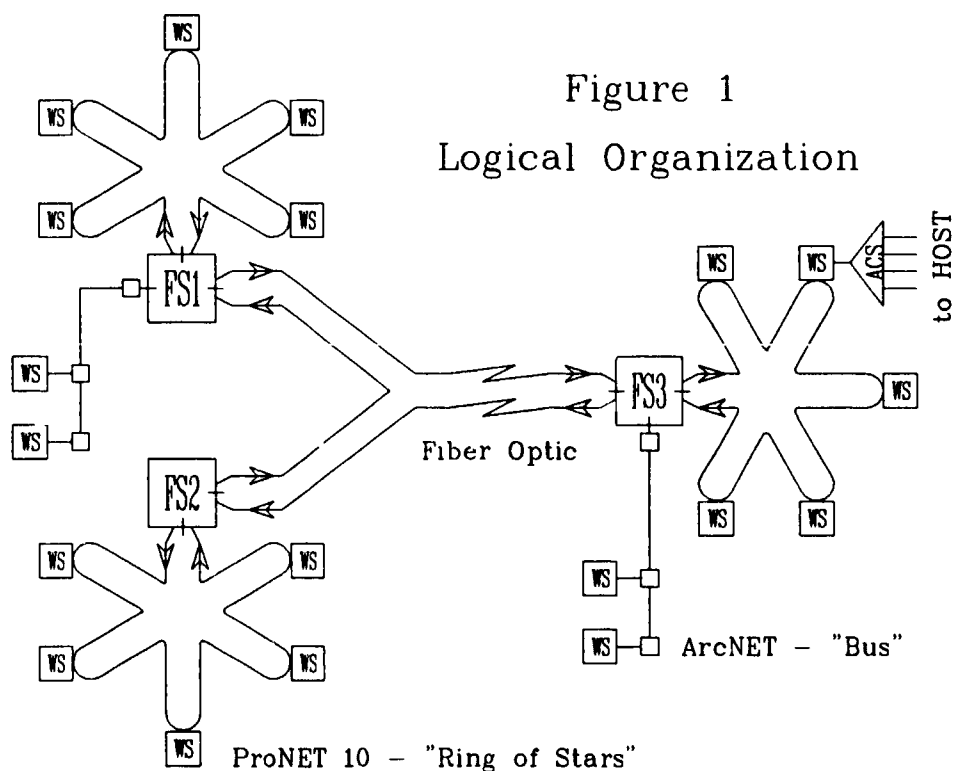 WS
Figure 1
Logical Organization
WS
WS
WS
WS
FS1
WS
WS
ACS
to HOST
WS
WS
FS3
WS
Fiber Optic
FS2
WS
WS
WS
WS
WS
WS
WS
WS
WS
ArcNET - "Bus"
WS
ProNET 10 - "Ring of Stars"